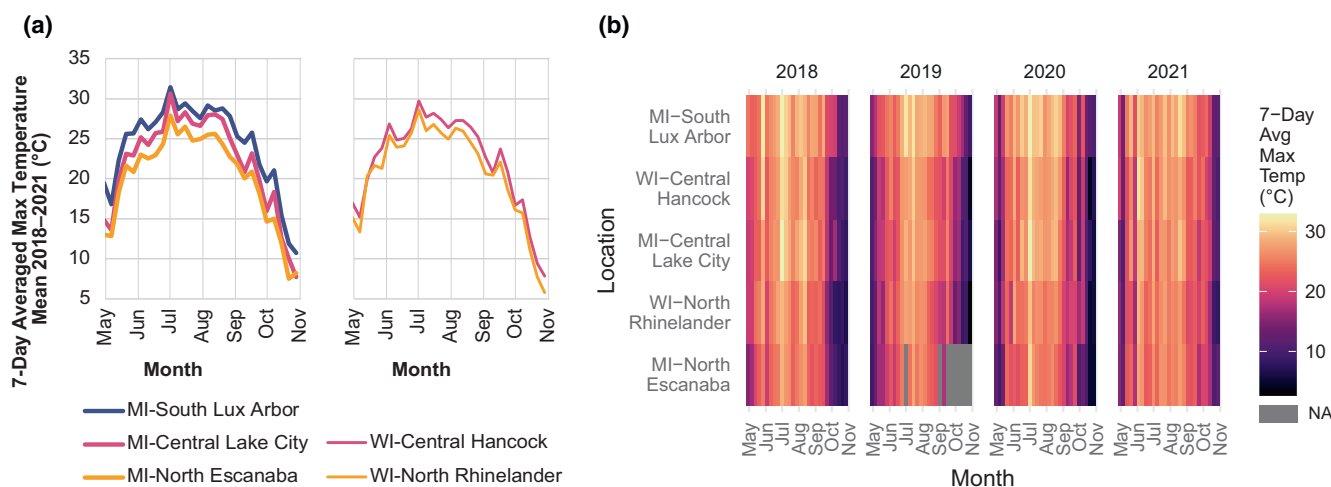 (a)
7-Day Averaged Max Temperature
Mean 2018–2021 (°C)
35
30
25
20
15
10
5
May
Jun
Jul
Aug
Sep
Oct
Nov
Month
May
Jun
Jul
Aug
Sep
Oct
Nov
Month
MI-South Lux Arbor
MI-Central Lake City
MI-North Escanaba
WI-Central Hancock
WI-North Rhinelander
(b)
2018
2019
2020
2021
Location
MI−South
Lux Arbor
WI−Central
Hancock
MI−Central
Lake City
WI−North
Rhinelander
MI−North
Escanaba
May
Jun
Jul
Aug
Sep
Oct
Nov
May
Jun
Jul
Aug
Sep
Oct
Nov
May
Jun
Jul
Aug
Sep
Oct
Nov
May
Jun
Jul
Aug
Sep
Oct
Nov
Month
7−Day
Avg
Max
Temp
(°C)
30
20
10
NA